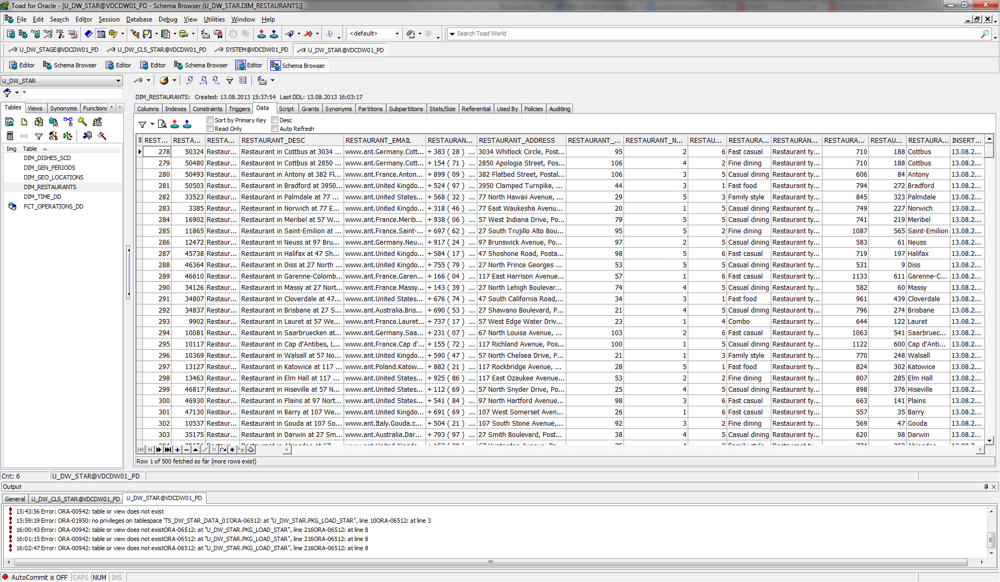 Toad for Oracle - [U_DW_STAR@VDCDW01_PD - Schema Browser (U_DW_STAR.DIM_RESTAURANTS)]
File Edit Search Editor Session Database Debug View Utilities Window Help
<default> Search Toad World
U_DW_STAGE@VDCDW01_PD U_DW_CLS_STAR@VDCDW01_PD SYSTEM@VDCDW01_PD U_DW_STAR@VDCDW01_PD
Editor Schema Browser Editor Editor Schema Browser Editor Schema Browser
U_DW_STAR
*
DIM_RESTAURANTS: Created: 13.08.2013 15:37:54 Last DDL: 13.08.2013 16:03:17
Tables Views Synonyms Functions
Columns Indexes Constraints Triggers Data Script Grants Synonyms Partitions Subpartitions Stats/Size Referential Used By Policies Auditing
Sort by Primary Key Desc
Read Only Auto Refresh
Img Table
DIM_DISHES_SCD
DIM_GEN_PERIODS
DIM_GEO_LOCATIONS
DIM_RESTAURANTS
DIM_TIME_DD
FCT_OPERATIONS_DD
REST... RESTA... RESTA... RESTAURANT_DESC RESTAURANT_EMAIL RESTAURAN... RESTAURANT_ADDRESS RESTAURANT_... RESTAURANT_N... RESTAU... RESTAURA... RESTAURAN... RESTAURA... RESTAU... RESTAURA... INSERT...
278 50324 Restaur... Restaurant in Cottbus at 3034 ... www.ant.Germany.Cott... + 383 ( 28 ) ... 3034 Whitlock Circle, Post... 95 2 6 Fast casual Restaurant ty... 710 188 Cottbus 13.08.2...
279 50480 Restaur... Restaurant in Cottbus at 2850 ... www.ant.Germany.Cott... + 154 ( 71 ) ... 2850 Apologia Street, Pos... 106 4 2 Fine dining Restaurant ty... 710 188 Cottbus 13.08.2...
280 50493 Restaur... Restaurant in Antony at 382 Fl... www.ant.France.Anton... + 899 ( 09 ) ... 382 Flatbed Street, Postal... 106 3 5 Casual dining Restaurant ty... 606 84 Antony 13.08.2...
281 50503 Restaur... Restaurant in Bradford at 3950... www.ant.United Kingdo... + 524 ( 97 ) ... 3950 Clamped Turnpike, ... 44 3 1 Fast food Restaurant ty... 794 272 Bradford 13.08.2...
282 33523 Restaur... Restaurant in Palmdale at 77 ... www.ant.United States... + 568 ( 32 ) ... 77 North Hawaii Avenue, ... 29 5 3 Family style Restaurant ty... 845 323 Palmdale 13.08.2...
283 3385 Restaur... Restaurant in Norwich at 77 E... www.ant.United Kingdo... + 318 ( 46 ) ... 77 East Waukesha Avenu... 20 1 5 Casual dining Restaurant ty... 749 227 Norwich 13.08.2...
284 16902 Restaur... Restaurant in Meribel at 57 W... www.ant.France.Merib... + 938 ( 06 ) ... 57 West Indiana Drive, Po... 79 5 5 Casual dining Restaurant ty... 741 219 Meribel 13.08.2...
285 11865 Restaur... Restaurant in Saint-Emilion at ... www.ant.France.Saint-... + 697 ( 62 ) ... 27 South Trujillo Alto Bou... 95 5 2 Fine dining Restaurant ty... 1087 565 Saint-Emilion 13.08.2...
286 12472 Restaur... Restaurant in Neuss at 97 Bru... www.ant.Germany.Neu... + 917 ( 24 ) ... 97 Brunswick Avenue, Po... 97 2 5 Casual dining Restaurant ty... 583 61 Neuss 13.08.2...
287 45738 Restaur... Restaurant in Halifax at 47 Sh... www.ant.United Kingdo... + 584 ( 17 ) ... 47 Shoshone Road, Posta... 98 5 6 Fast casual Restaurant ty... 719 197 Halifax 13.08.2...
288 46364 Restaur... Restaurant in Diss at 27 North ... www.ant.United Kingdo... + 755 ( 79 ) ... 27 North Prince Georges ... 53 5 5 Casual dining Restaurant ty... 531 9 Diss 13.08.2...
289 46610 Restaur... Restaurant in Garenne-Colomb... www.ant.France.Garen... + 166 ( 04 ) ... 117 East Harrison Avenue... 57 1 6 Fast casual Restaurant ty... 1133 611 Garenne-C... 13.08.2...
290 34126 Restaur... Restaurant in Massy at 27 Nort... www.ant.France.Massy... + 143 ( 39 ) ... 27 North Lehigh Boulevar... 74 4 5 Casual dining Restaurant ty... 582 60 Massy 13.08.2...
291 34807 Restaur... Restaurant in Cloverdale at 47... www.ant.United States... + 676 ( 74 ) ... 47 South California Road,... 34 3 1 Fast food Restaurant ty... 961 439 Cloverdale 13.08.2...
292 34837 Restaur... Restaurant in Brisbane at 27 S... www.ant.Australia.Bris... + 690 ( 53 ) ... 27 Shawano Boulevard, P... 21 4 5 Casual dining Restaurant ty... 796 274 Brisbane 13.08.2...
293 9902 Restaur... Restaurant in Lauret at 57 We... www.ant.France.Lauret... + 737 ( 17 ) ... 57 West Edge Water Driv... 23 1 4 Combo Restaurant ty... 644 122 Lauret 13.08.2...
294 10081 Restaur... Restaurant in Saarbruecken at... www.ant.Germany.Saa... + 231 ( 07 ) ... 67 North Louisa Avenue, ... 103 2 6 Fast casual Restaurant ty... 1063 541 Saarbruec... 13.08.2...
295 10117 Restaur... Restaurant in Cap d'Antibes, L... www.ant.France.Cap d'... + 155 ( 72 ) ... 117 Richland Avenue, Pos... 100 1 5 Casual dining Restaurant ty... 1122 600 Cap d'Anti... 13.08.2...
296 10369 Restaur... Restaurant in Walsall at 57 No... www.ant.United Kingdo... + 590 ( 47 ) ... 57 North Chelsea Drive, P... 21 1 3 Family style Restaurant ty... 770 248 Walsall 13.08.2...
297 13127 Restaur... Restaurant in Katowice at 117 ... www.ant.Poland.Katow... + 882 ( 21 ) ... 117 Rockbridge Avenue, ... 28 5 1 Fast food Restaurant ty... 824 302 Katowice 13.08.2...
298 13463 Restaur... Restaurant in Elm Hall at 117 ... www.ant.United States... + 925 ( 86 ) ... 117 East Ozaukee Avenue... 53 2 2 Fine dining Restaurant ty... 807 285 Elm Hall 13.08.2...
299 46817 Restaur... Restaurant in Hiseville at 57 N... www.ant.United States... + 112 ( 69 ) ... 57 North Snyder Drive, Po... 25 4 5 Casual dining Restaurant ty... 898 376 Hiseville 13.08.2...
300 46930 Restaur... Restaurant in Plains at 97 Nort... www.ant.United States... + 541 ( 84 ) ... 97 North Hartford Avenue... 98 3 6 Fast casual Restaurant ty... 663 141 Plains 13.08.2...
301 47130 Restaur... Restaurant in Barry at 107 We... www.ant.United Kingdo... + 691 ( 69 ) ... 107 West Somerset Aven... 26 1 6 Fast casual Restaurant ty... 557 35 Barry 13.08.2...
302 10537 Restaur... Restaurant in Gouda at 107 So... www.ant.Italy.Gouda.c... + 504 ( 21 ) ... 107 South Stone Avenue,... 92 3 2 Fine dining Restaurant ty... 569 47 Gouda 13.08.2...
303 35175 Restaur... Restaurant in Darwin at 27 Sm... www.ant.Australia.Dar... + 793 ( 97 ) ... 27 Smith Boulevard, Post... 38 4 5 Casual dining Restaurant ty... 620 98 Darwin 13.08.2...
Row 1 of 500 fetched so far (more rows exist)
Cnt: 6 U_DW_STAR@VDCDW01_PD
Output
General U_DW_CLS_STAR@VDCDW01_PD U_DW_STAR@VDCDW01_PD
15:43:56 Error: ORA-00942: table or view does not exist
15:59:19 Error: ORA-01950: no privileges on tablespace 'TS_DW_STAR_DATA_01'ORA-06512: at "U_DW_STAR.PKG_LOAD_STAR", line 10ORA-06512: at line 3
16:00:43 Error: ORA-00942: table or view does not existORA-06512: at "U_DW_STAR.PKG_LOAD_STAR", line 216ORA-06512: at line 8
16:01:15 Error: ORA-00942: table or view does not existORA-06512: at "U_DW_STAR.PKG_LOAD_STAR", line 216ORA-06512: at line 8
16:02:47 Error: ORA-00942: table or view does not existORA-06512: at "U_DW_STAR.PKG_LOAD_STAR", line 216ORA-06512: at line 8
AutoCommit is OFF CAPS NUM INS